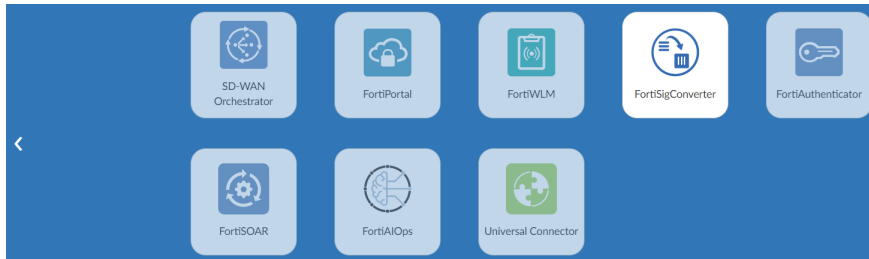 SD-WAN
Orchestrator
FortiPortal
FortiWLM
FortiSigConverter
FortiAuthenticator
FortiSOAR
FortiAIOps
Universal Connector